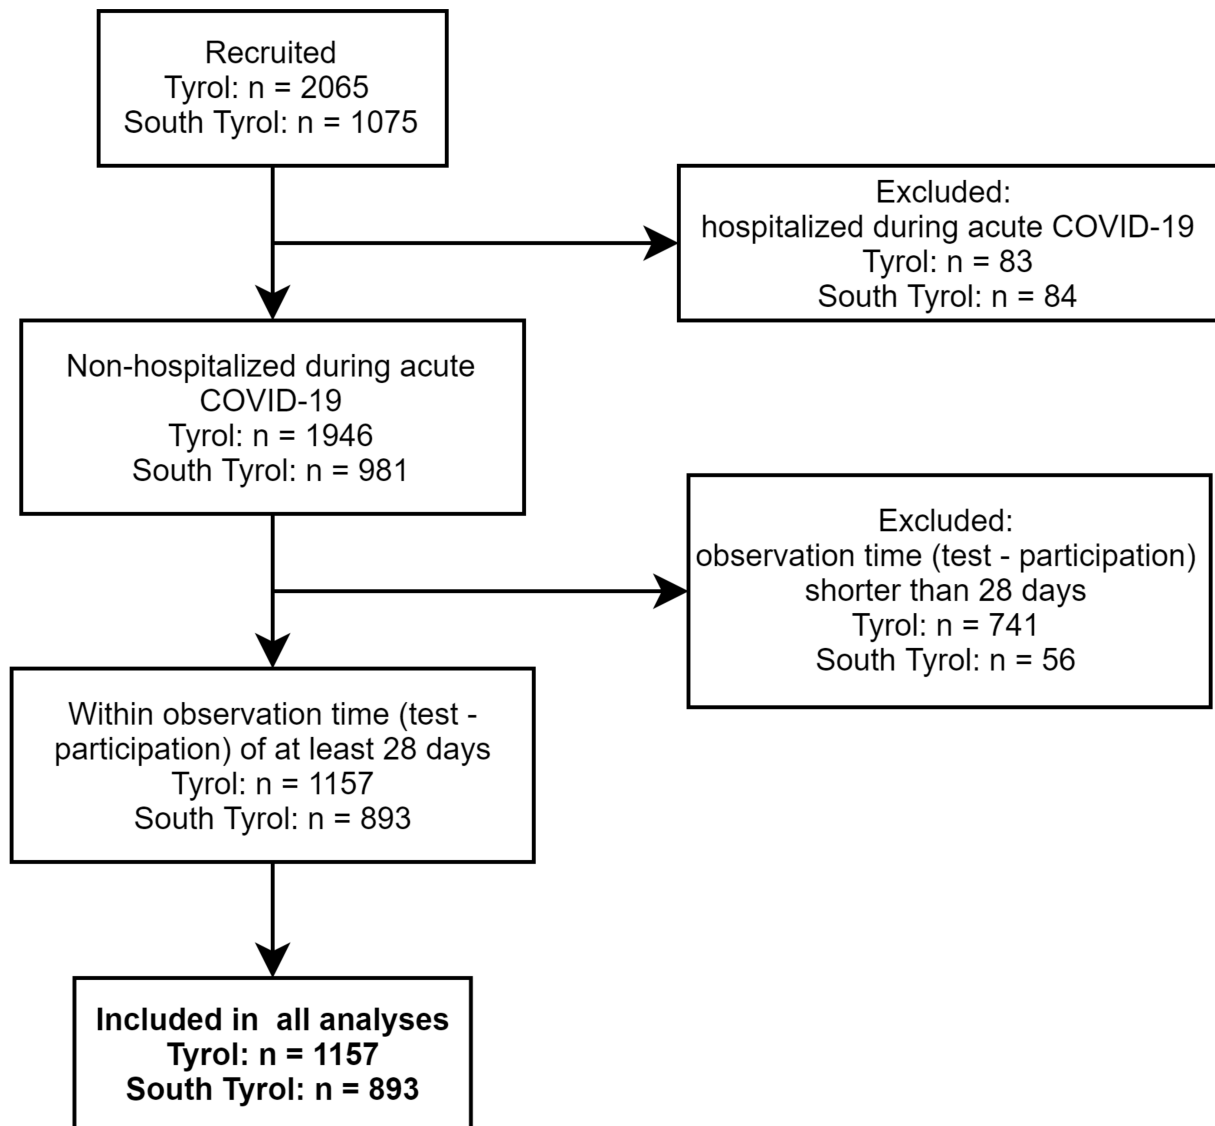 Recruited
Tyrol: n = 2065
South Tyrol: n = 1075
Excluded:
hospitalized during acute COVID-19
Tyrol: n = 83
South Tyrol: n = 84
Non-hospitalized during acute
COVID-19
Tyrol: n = 1946
South Tyrol: n = 981
Excluded:
observation time (test - participation)
shorter than 28 days
Tyrol: n = 741
South Tyrol: n = 56
Within observation time (test -
participation) of at least 28 days
Tyrol: n = 1157
South Tyrol: n = 893
Included in  all analyses
Tyrol: n = 1157
South Tyrol: n = 893